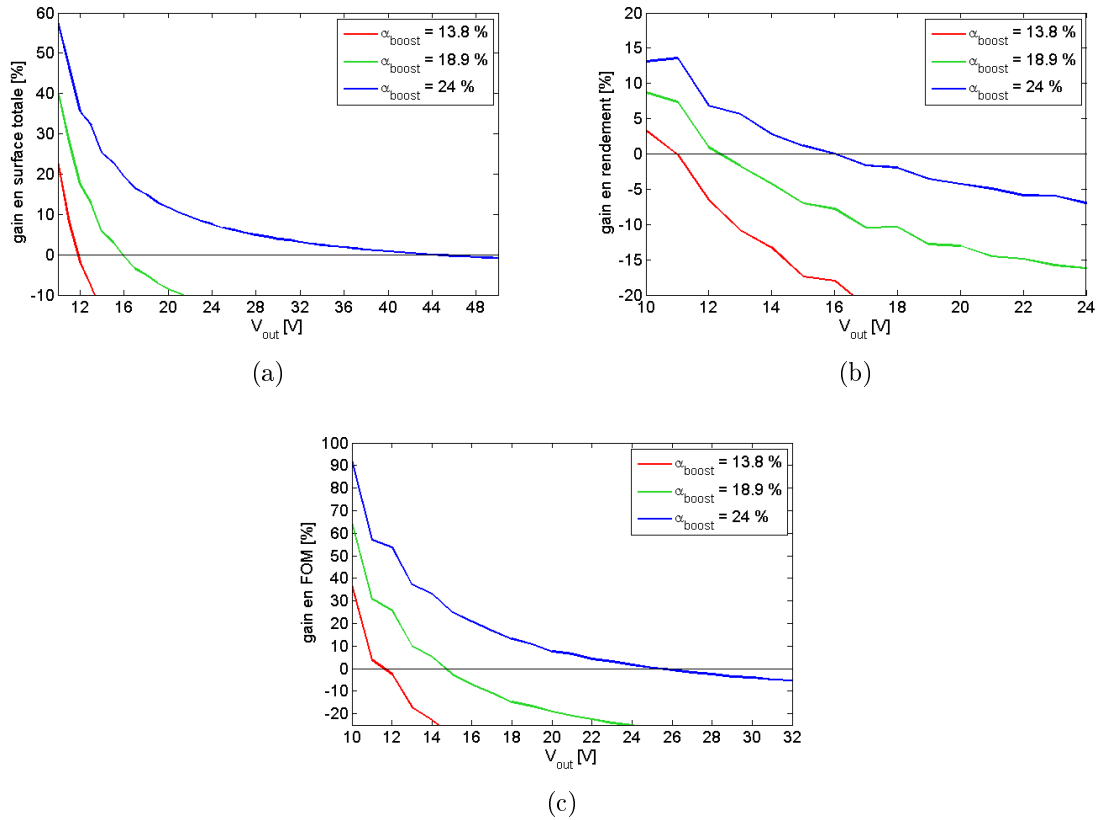 gain en surface totale [%]
60
50
40
30
20
10
0
-10
12 16 20 24 28 32 36 40 44 48
V_out [V]
α_boost = 13.8 %
α_boost = 18.9 %
α_boost = 24 %
(a)
gain en rendement [%]
20
15
10
5
0
-5
-10
-15
-20
10 12 14 16 18 20 22 24
V_out [V]
α_boost = 13.8 %
α_boost = 18.9 %
α_boost = 24 %
(b)
gain en FOM [%]
100
90
80
70
60
50
40
30
20
10
0
-10
-20
10 12 14 16 18 20 22 24 26 28 30 32
V_out [V]
α_boost = 13.8 %
α_boost = 18.9 %
α_boost = 24 %
(c)